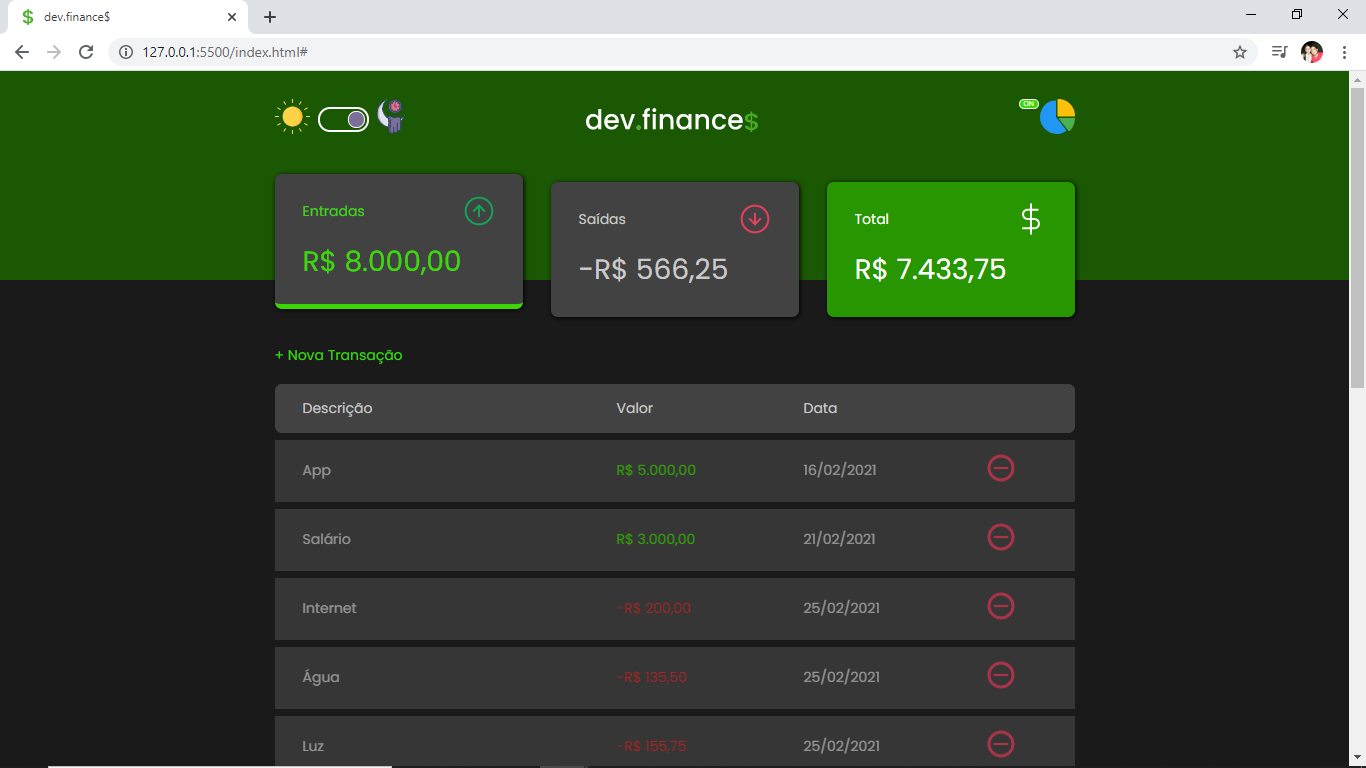 dev.finance$
127.0.0.1:5500/index.html#
dev.finance$
ON
Entradas
R$ 8.000,00
Saídas
-R$ 566,25
Total
$
R$ 7.433,75
+ Nova Transação
Descrição Valor Data
App R$ 5.000,00 16/02/2021
Salário R$ 3.000,00 21/02/2021
Internet -R$ 200,00 25/02/2021
Água -R$ 135,50 25/02/2021
Luz -R$ 155,75 25/02/2021